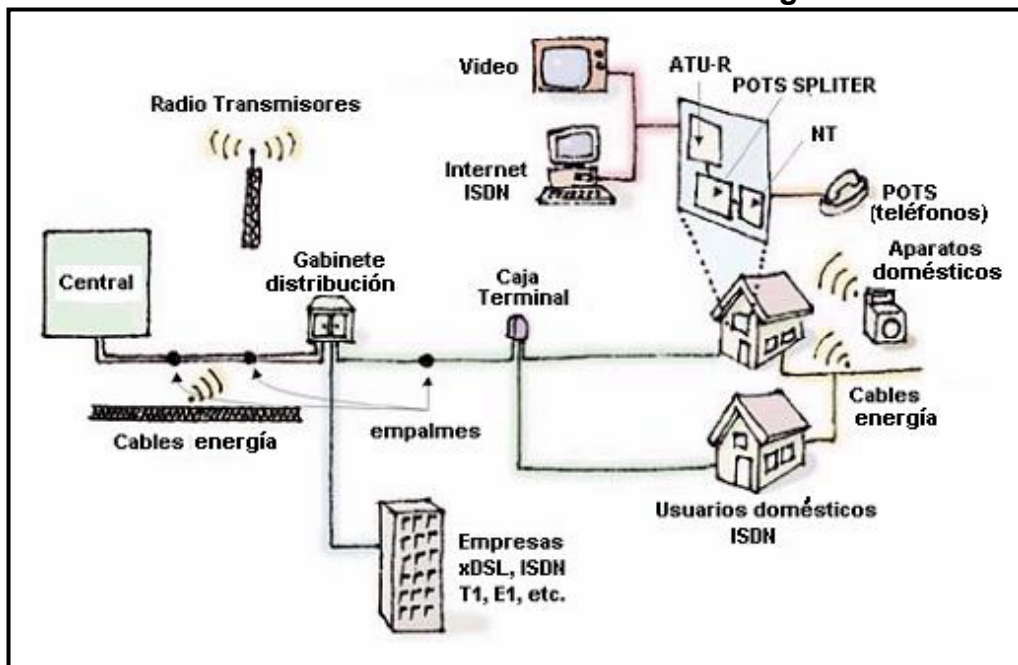 Video
Internet
ISDN
ATU-R
POTS SPLITER
NT
POTS
(teléfonos)
Radio Transmisores
Central
Gabinete
distribución
Caja
Terminal
Aparatos
domésticos
Cables energía
empalmes
Cables
energía
Usuarios domésticos
ISDN
Empresas
xDSL, ISDN
T1, E1, etc.